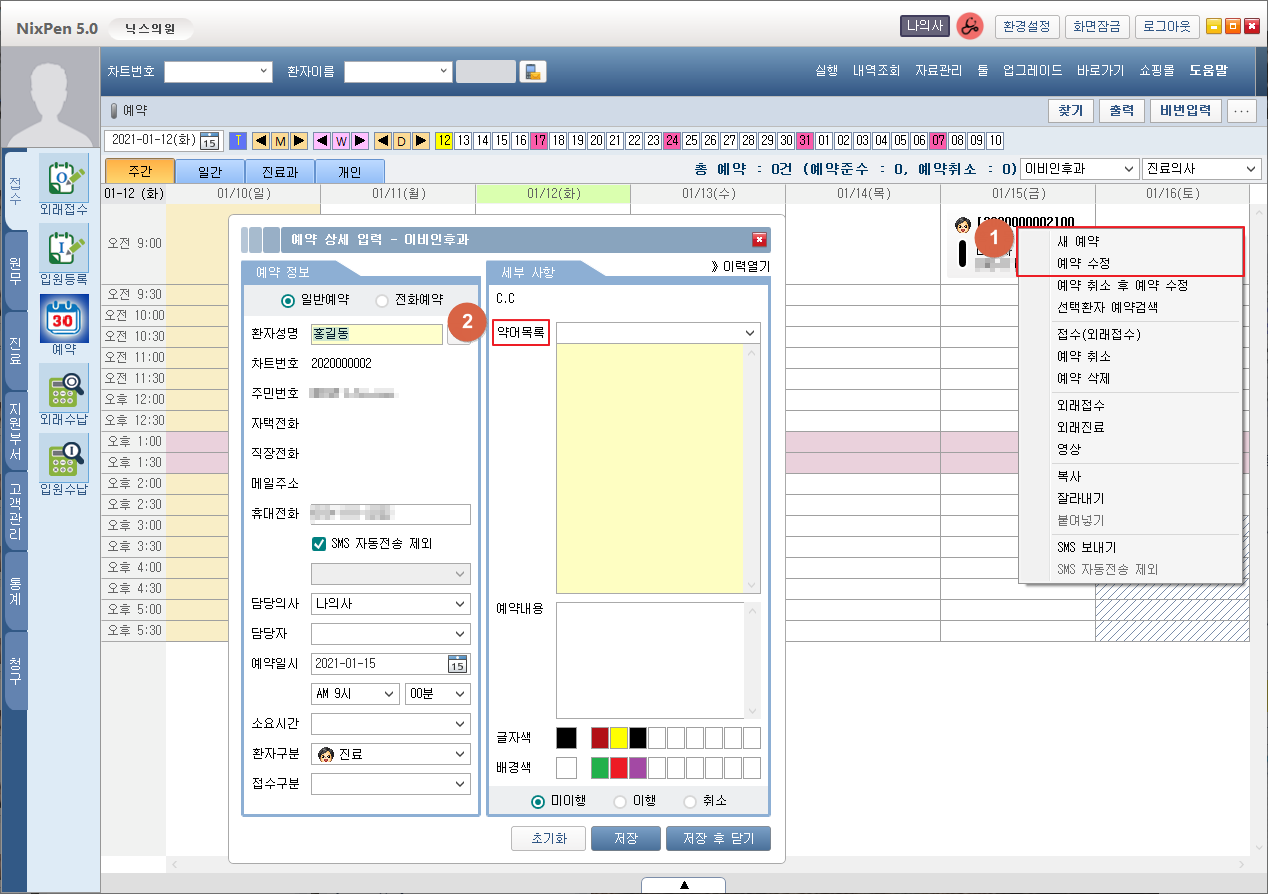 NixPen 5.0 닉스의원 나의사 환경설정 화면잠금 로그아웃
차트번호 환자이름 실행 내역조회 자료관리 툴 업그레이드 바로가기 쇼핑몰 도움말
예약 찾기 출력 비번입력 ...
2021-01-12(화) 15 T ◀ M ▶ ◀ W ▶ ◀ D ▶ 12 13 14 15 16 17 18 19 20 21 22 23 24 25 26 27 28 29 30 31 01 02 03 04 05 06 07 08 09 10
주간 일간 진료과 개인 총 예약 : 0건 (예약준수 : 0, 예약취소 : 0) 이비인후과 진료의사
01-12 (화) 01/10(일) 01/11(월) 01/12(화) 01/13(수) 01/14(목) 01/15(금) 01/16(토)
접수
원무
진료
지원부서
고객관리
통계
청구
외래접수
입원등록
30
예약
외래수납
입원수납
오전 9:00
오전 9:30
오전 10:00
오전 10:30
오전 11:00
오전 11:30
오후 12:00
오후 12:30
오후 1:00
오후 1:30
오후 2:00
오후 2:30
오후 3:00
오후 3:30
오후 4:00
오후 4:30
오후 5:00
오후 5:30
예약 상세 입력 - 이비인후과
예약 정보
일반예약 전화예약
환자성명 홍길동
2
차트번호 2020000002
주민번호
자택전화
직장전화
메일주소
휴대전화
SMS 자동전송 제외
담당의사 나의사
담당자
예약일시 2021-01-15 15
AM 9시 00분
소요시간
환자구분 진료
접수구분
세부 사항 》이력열기
C.C
약어목록
예약내용
글자색
배경색
미이행 이행 취소
초기화 저장 저장 후 닫기
1
새 예약
예약 수정
예약 취소 후 예약 수정
선택환자 예약검색
접수(외래접수)
예약 취소
예약 삭제
외래접수
외래진료
영상
복사
잘라내기
붙여넣기
SMS 보내기
SMS 자동전송 제외
▲